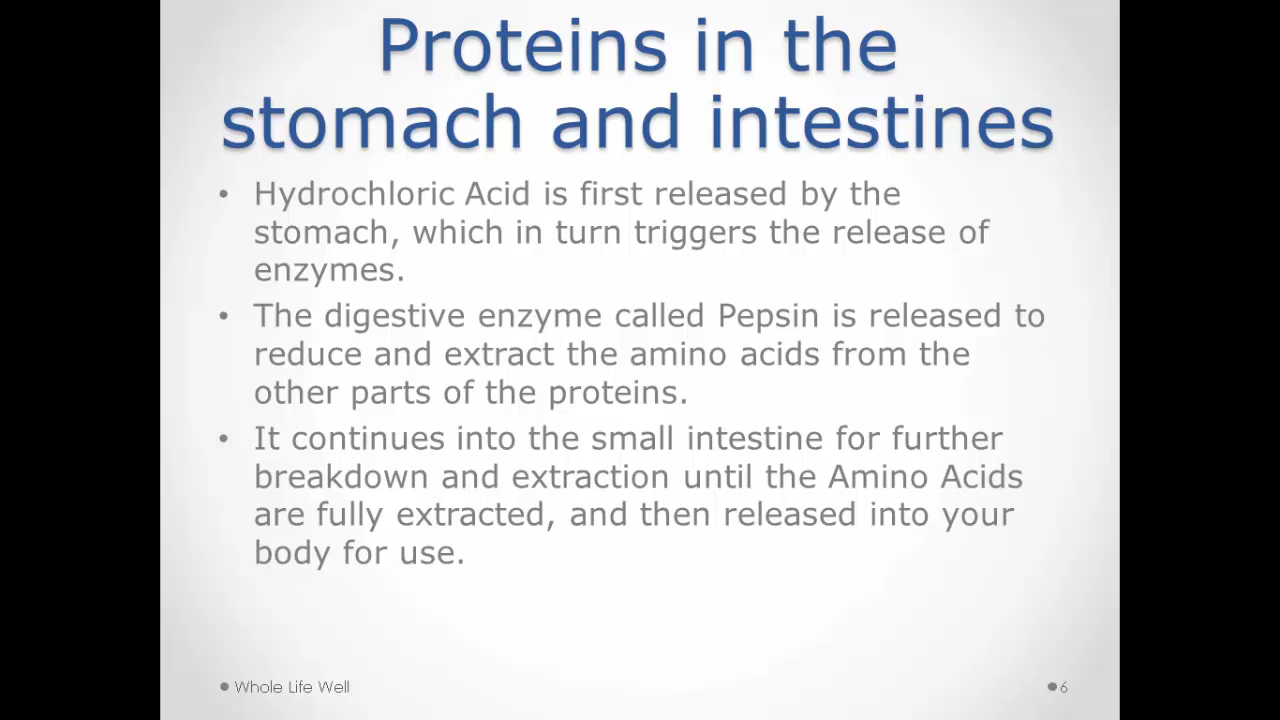 Proteins in the
stomach and intestines
• Hydrochloric Acid is first released by the
stomach, which in turn triggers the release of
enzymes.
• The digestive enzyme called Pepsin is released to
reduce and extract the amino acids from the
other parts of the proteins.
• It continues into the small intestine for further
breakdown and extraction until the Amino Acids
are fully extracted, and then released into your
body for use.
Whole Life Well
6